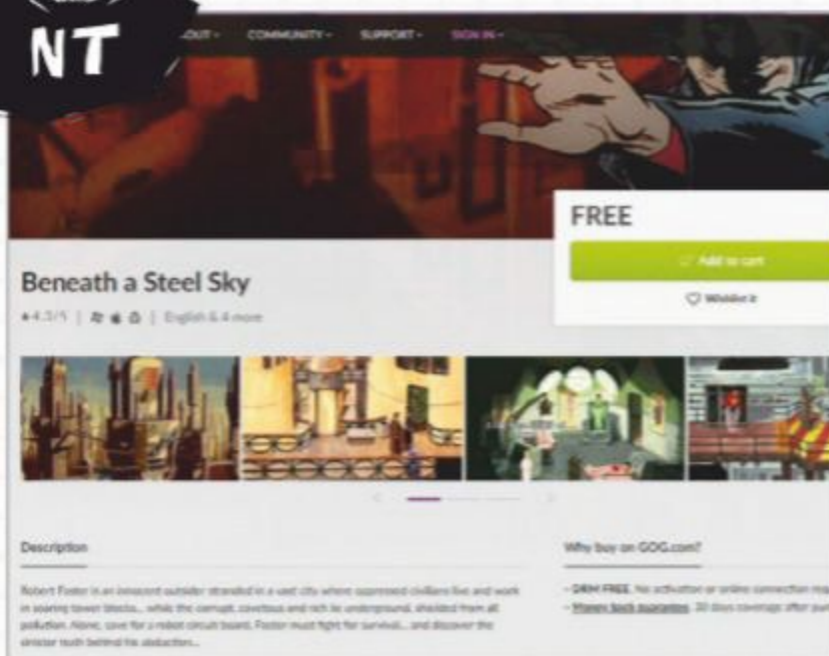 NT
OUT COMMUNITY SUPPORT SIGN IN
FREE
Add to cart
Wishlist it
Beneath a Steel Sky
4.3/5 | English & 4 more
Description
Robert Foster is an innocent outsider stranded in a vast city where oppressed civilians live and work
in soaring tower blocks... while the corrupt, covetous and rich lie underground, shielded from all
pollution. Alone, save for a robot circuit board, Foster must fight for survival... and discover the
sinister truth behind his abduction...
Why buy on GOG.com?
- DRM FREE. No activation or online connection
- Money back guarantee. 30 days coverage after